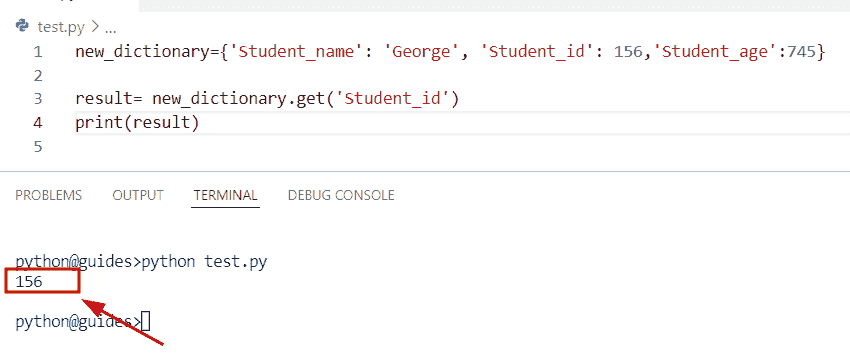 test.py > ...
1 new_dictionary={'Student_name': 'George', 'Student_id': 156,'Student_age':745}
2
3 result= new_dictionary.get('Student_id')
4 print(result)
5
PROBLEMS OUTPUT TERMINAL DEBUG CONSOLE
python@guides>python test.py
156
python@guides>